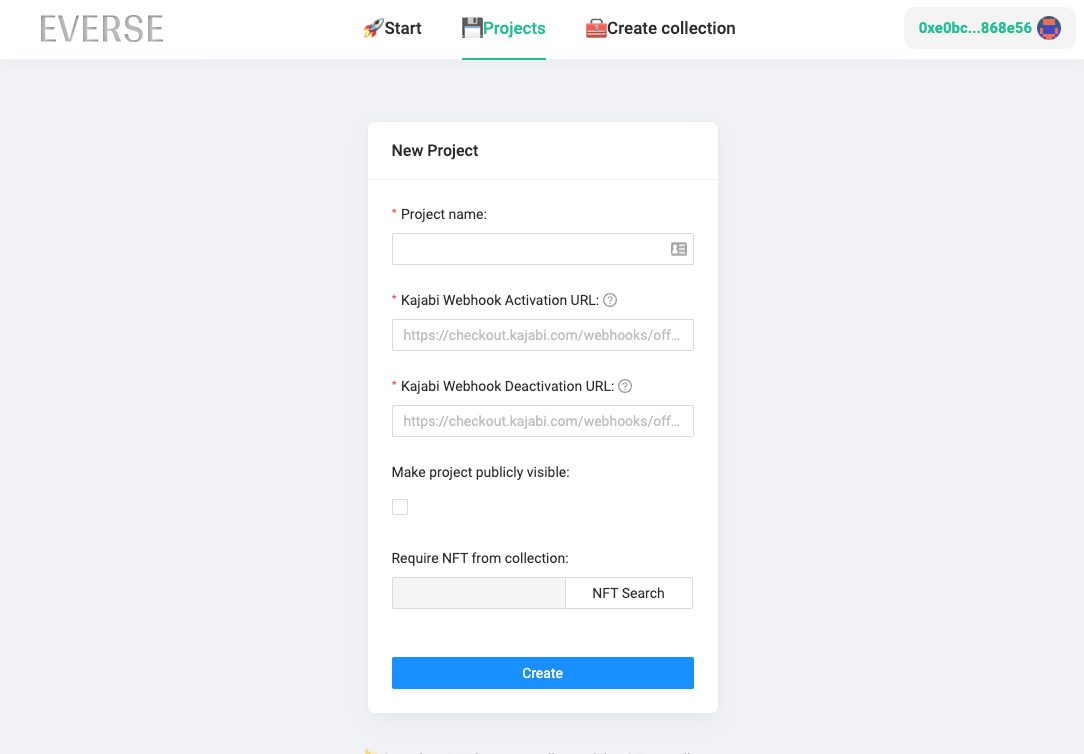 EVERSE
🚀Start
💾Projects
🧰Create collection
0xe0bc...868e56
New Project
* Project name:
* Kajabi Webhook Activation URL:
https://checkout.kajabi.com/webhooks/off...
* Kajabi Webhook Deactivation URL:
https://checkout.kajabi.com/webhooks/off...
Make project publicly visible:
Require NFT from collection:
NFT Search
Create